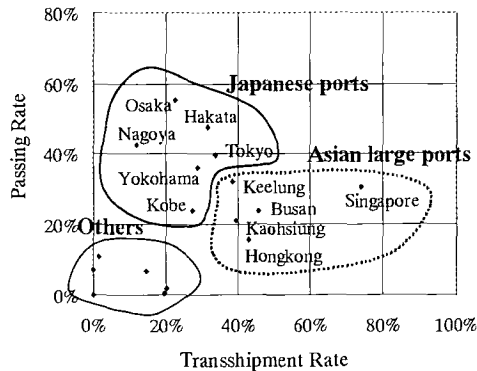 80%
Japanese ports
60%
Osaka
Hakata
Nagoya
Passing Rate
40%
Tokyo
Asian large ports
Yokohama
Keelung
Singapore
Kobe
Busan
20%
Others
Kaohsiung
Hongkong
0%
0% 20% 40% 60% 80% 100%
Transshipment Rate